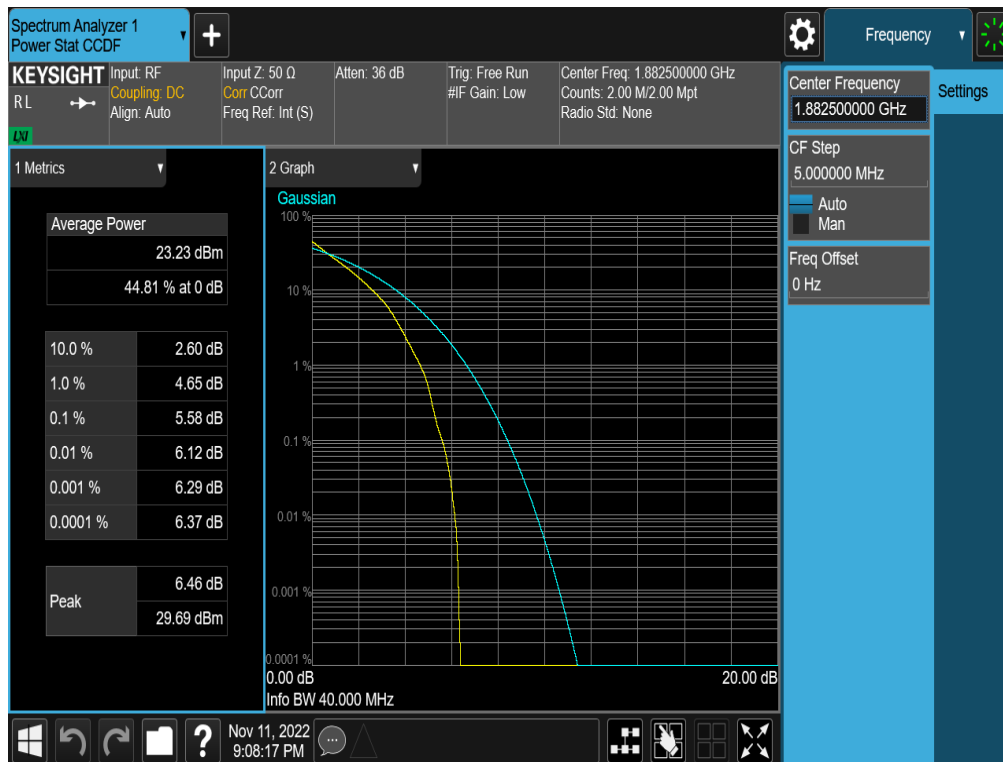 Spectrum Analyzer 1
Power Stat CCDF
+
Frequency
KEYSIGHT
RL
LXI
Input: RF
Coupling: DC
Align: Auto
Input Z: 50 Ω
Corr CCorr
Freq Ref: Int (S)
Atten: 36 dB
Trig: Free Run
#IF Gain: Low
Center Freq: 1.882500000 GHz
Counts: 2.00 M/2.00 Mpt
Radio Std: None
Center Frequency
1.882500000 GHz
Settings
CF Step
5.000000 MHz
Auto
Man
Freq Offset
0 Hz
1 Metrics
Average Power
23.23 dBm
44.81 % at 0 dB
10.0 % 2.60 dB
1.0 % 4.65 dB
0.1 % 5.58 dB
0.01 % 6.12 dB
0.001 % 6.29 dB
0.0001 % 6.37 dB
Peak
6.46 dB
29.69 dBm
2 Graph
Gaussian
100 %
10 %
1 %
0.1 %
0.01 %
0.001 %
0.0001 %
0.00 dB 20.00 dB
Info BW 40.000 MHz
?
Nov 11, 2022
9:08:17 PM